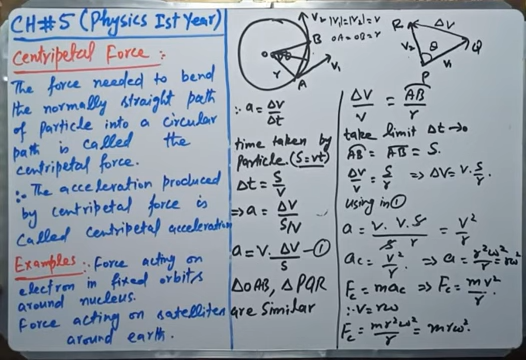 CH#5 (Physics Ist Year)
Centripetal Force :-
The force needed to bend
the normally straight path
of particle into a circular
path is called the
centripetal force.
∴ The acceleration produced
by centripetal force is
called centripetal acceleration
Examples :- Force acting on
electron in fixed orbits
around nucleus.
Force acting on satellites
around earth.
V₂ |V₁|=|V₂|=V
B OA=OB=r
O θ
r
A V₁
∴ a = ΔV/Δt
time taken by
particle (S=vt)
Δt = S/V
⇒ a = ΔV/S/V
a = V. ΔV/S —①
ΔOAB, ΔPQR
are Similar
R ΔV
Q
V₂ θ V₁
P
ΔV/V = AB/r
take limit Δt→0
AB = AB = S.
ΔV/V = S/r ⇒ ΔV = V. S/r
using in ①
a = V. V. S/S r = V²/r
ac = V²/r ⇒ a = r²ω²/r = rω²
Fc = mac ⇒ Fc = mV²/r
∴ V = rω
Fc = mr²ω²/r = mrω².